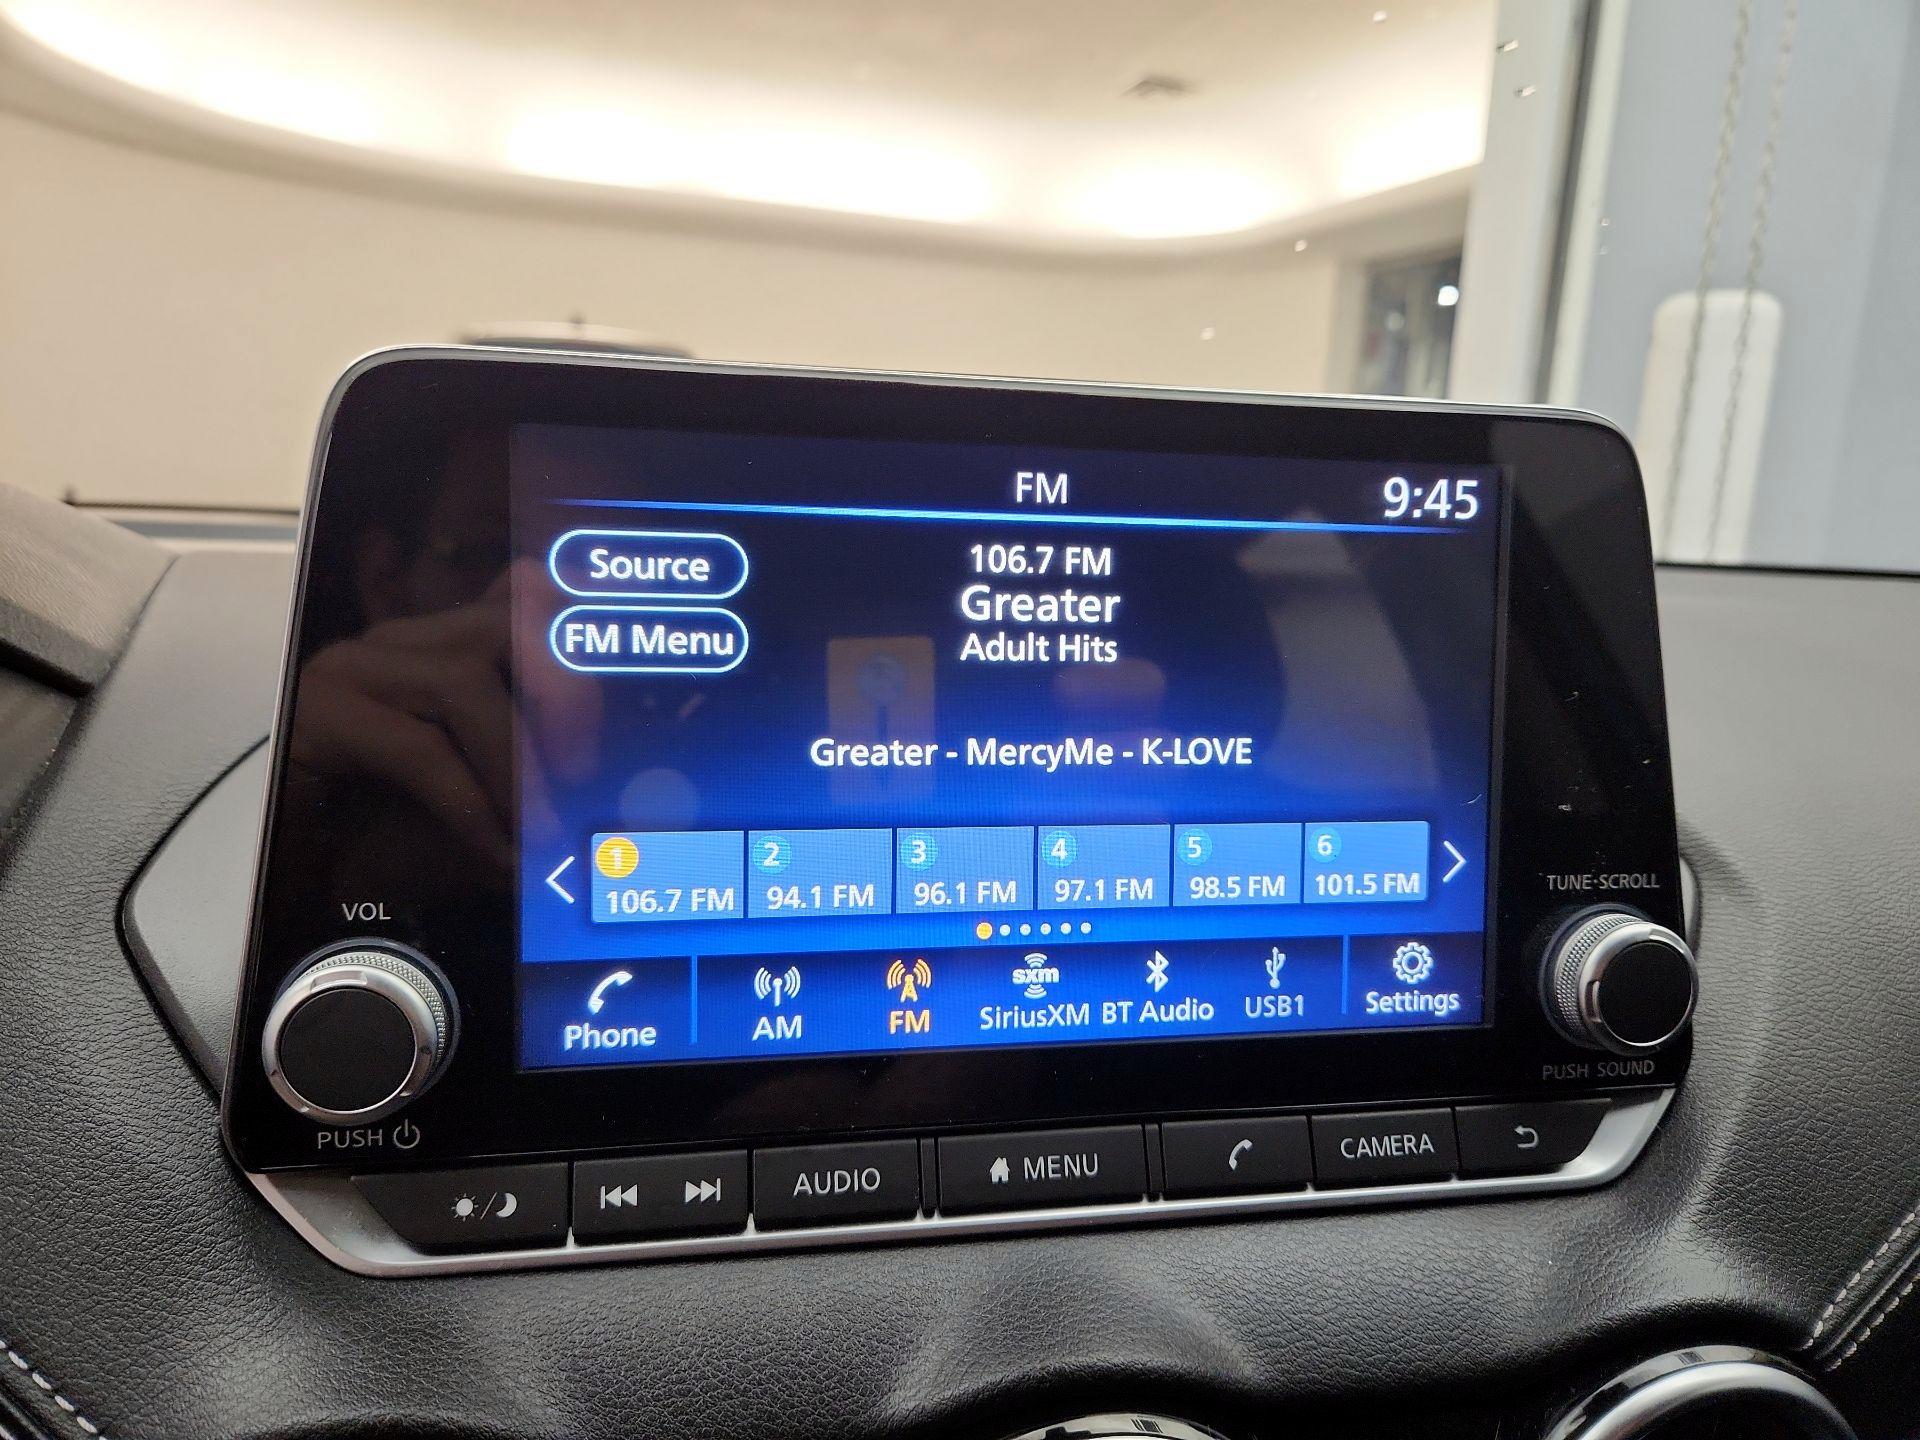 FM
9:45
Source
106.7 FM
Greater
FM Menu
Adult Hits
Greater - MercyMe - K-LOVE
1 2 3 4 5 6
106.7 FM 94.1 FM 96.1 FM 97.1 FM 98.5 FM 101.5 FM
sxm
Phone AM FM SiriusXM BT Audio USB1 Settings
VOL
PUSH
TUNE·SCROLL
PUSH SOUND
AUDIO MENU CAMERA